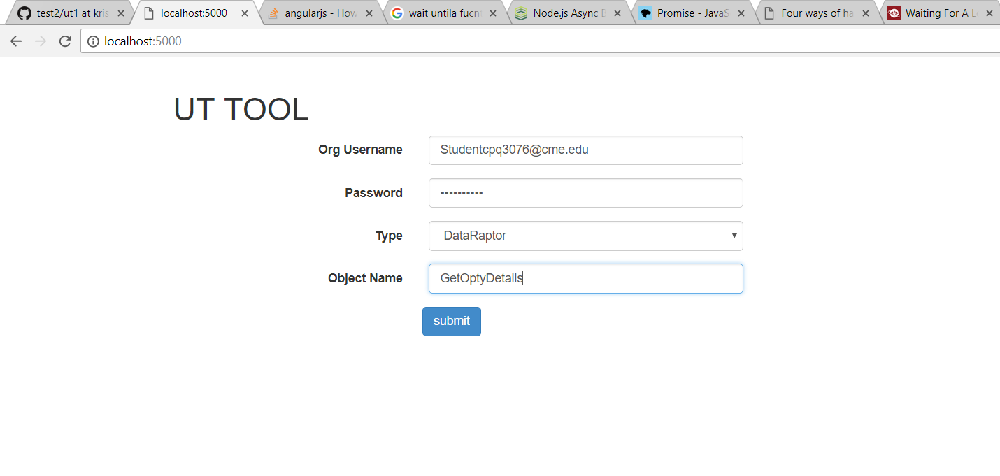 test2/ut1 at kris
localhost:5000
angularjs - How
wait untila fucnt
Node.js Async E
Promise - JavaS
Four ways of ha
Waiting For A L
localhost:5000
UT TOOL
Org Username Studentcpq3076@cme.edu
Password ••••••••••
Type DataRaptor
Object Name GetOptyDetails
submit